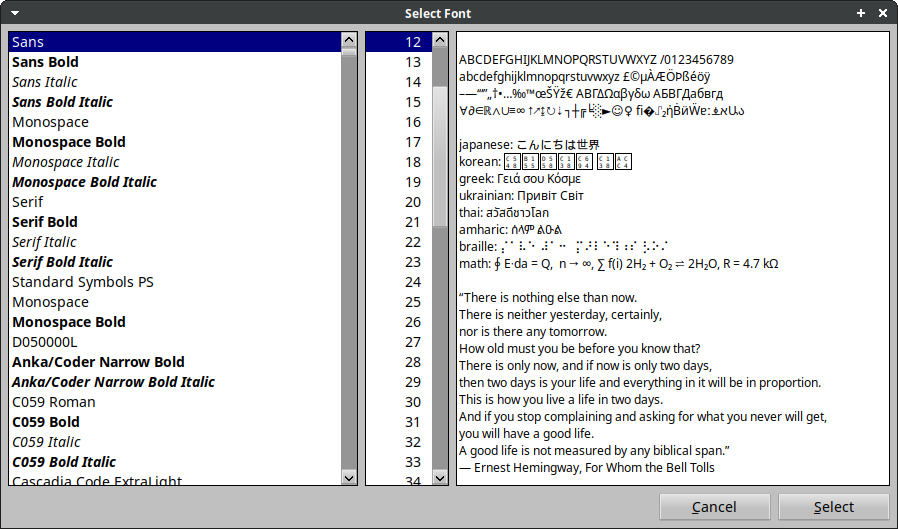 Select Font
Sans
Sans Bold
Sans Italic
Sans Bold Italic
Monospace
Monospace Bold
Monospace Italic
Monospace Bold Italic
Serif
Serif Bold
Serif Italic
Serif Bold Italic
Standard Symbols PS
Monospace
Monospace Bold
D050000L
Anka/Coder Narrow Bold
Anka/Coder Narrow Bold Italic
C059 Roman
C059 Bold
C059 Italic
C059 Bold Italic
Cascadia Code ExtraLight
12
13
14
15
16
17
18
19
20
21
22
23
24
25
26
27
28
29
30
31
32
33
34
ABCDEFGHIJKLMNOPQRSTUVWXYZ /0123456789
abcdefghijklmnopqrstuvwxyz £©µÀÆÖÞßéöÿ
–—‘“”„†•…‰™œŠŸž€ ΑΒΓΔΩαβγδω АБВГДабвгд
∀∂∈ℝ∧∪≡∞
japanese: こんにちは世界
korean:
greek: Γειά σου Κόσμε
ukrainian: Привіт Світ
thai: สวัสดีชาวโลก
amharic: ሰላም ልዑል
braille:
math: ∮ E⋅da = Q, n → ∞, ∑ f(i) 2H₂ + O₂ ⇌ 2H₂O, R = 4.7 kΩ
“There is nothing else than now.
There is neither yesterday, certainly,
nor is there any tomorrow.
How old must you be before you know that?
There is only now, and if now is only two days,
then two days is your life and everything in it will be in proportion.
This is how you live a life in two days.
And if you stop complaining and asking for what you never will get,
you will have a good life.
A good life is not measured by any biblical span.”
— Ernest Hemingway, For Whom the Bell Tolls
Cancel
Select